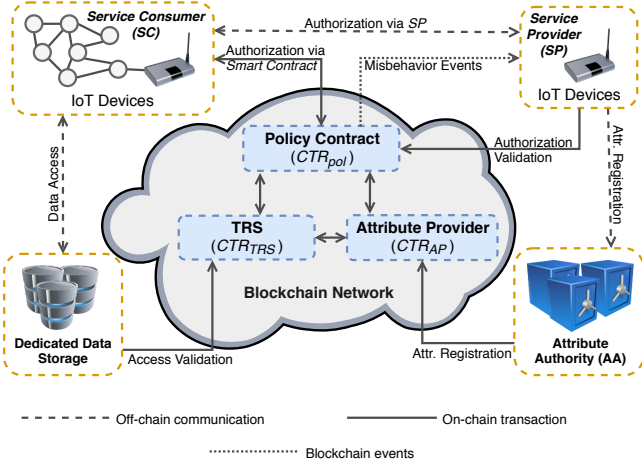 Service Consumer
(SC)
IoT Devices
Authorization via SP
Authorization via
Smart Contract
Misbehavior Events
Service
Provider
(SP)
IoT Devices
Policy Contract
(CTRpol)
Authorization
Validation
Attr.
Registration
Data Access
TRS
(CTRTRS)
Attribute Provider
(CTRAP)
Blockchain Network
Dedicated Data
Storage
Access Validation
Attr. Registration
Attribute
Authority (AA)
Off-chain communication
On-chain transaction
Blockchain events